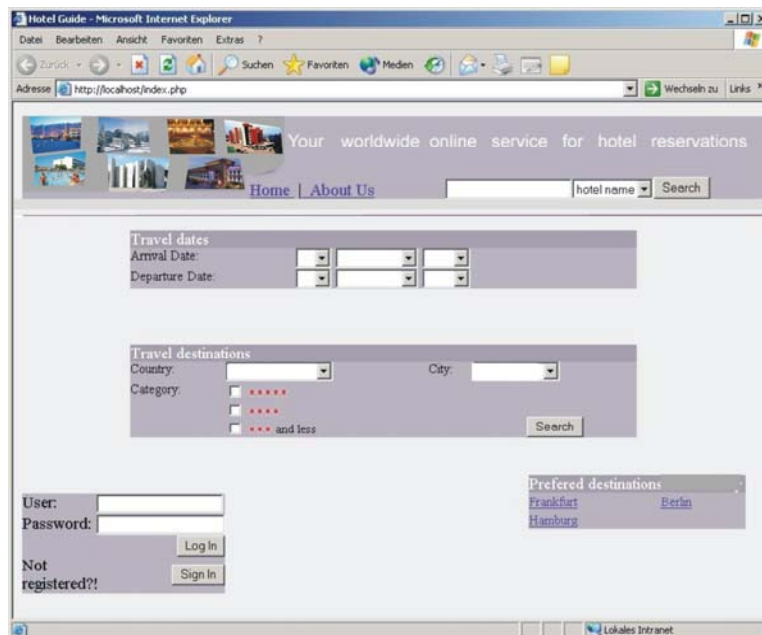 Hotel Guide - Microsoft Internet Explorer
Datei Bearbeiten Ansicht Favoriten Extras ?
Zurück Suchen Favoriten Medien
Adresse http://localhost/index.php Wechseln zu Links
Your worldwide online service for hotel reservations
Home | About Us hotel name Search
Travel dates
Arrival Date:
Departure Date:
Travel destinations
Country: City:
Category:
and less Search
Prefered destinations
Frankfurt Berlin
Hamburg
User:
Password:
Log In
Not
registered?! Sign In
Lokales Intranet